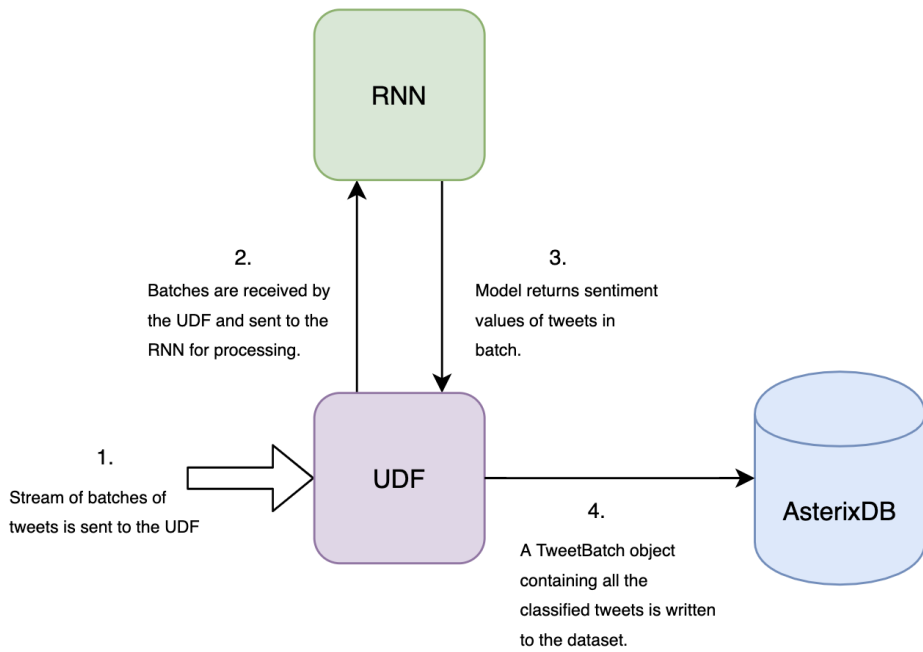 RNN
2.
Batches are received by
the UDF and sent to the
RNN for processing.
3.
Model returns sentiment
values of tweets in
batch.
1.
Stream of batches of
tweets is sent to the UDF
UDF
4.
A TweetBatch object
containing all the
classified tweets is written
to the dataset.
AsterixDB